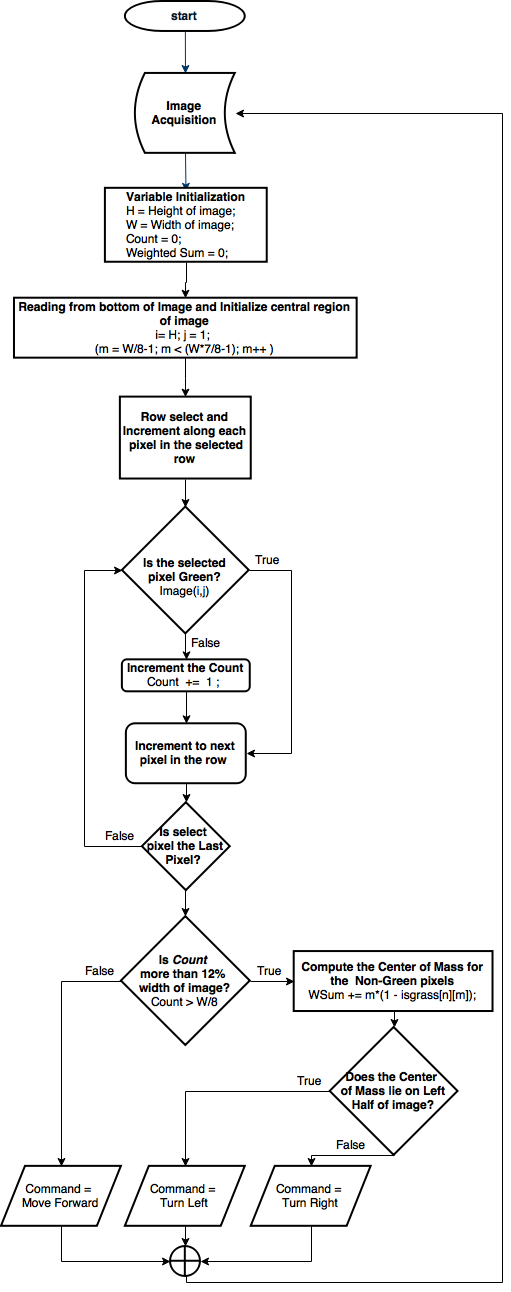 start
Image
Acquisition
Variable Initialization
H = Height of image;
W = Width of image;
Count = 0;
Weighted Sum = 0;
Reading from bottom of Image and Initialize central region
of image
i= H; j = 1;
(m = W/8-1; m < (W*7/8-1); m++ )
Row select and
Increment along each
pixel in the selected
row
Is the selected
pixel Green?
Image(i,j)
True
False
Increment the Count
Count += 1 ;
Increment to next
pixel in the row
Is select
pixel the Last
Pixel?
False
Is Count
more than 12%
width of image?
Count > W/8
False
True
Compute the Center of Mass for
the Non-Green pixels
WSum += m*(1 - isgrass[n][m]);
Does the Center
of Mass lie on Left
Half of image?
True
False
Command =
Move Forward
Command =
Turn Left
Command =
Turn Right